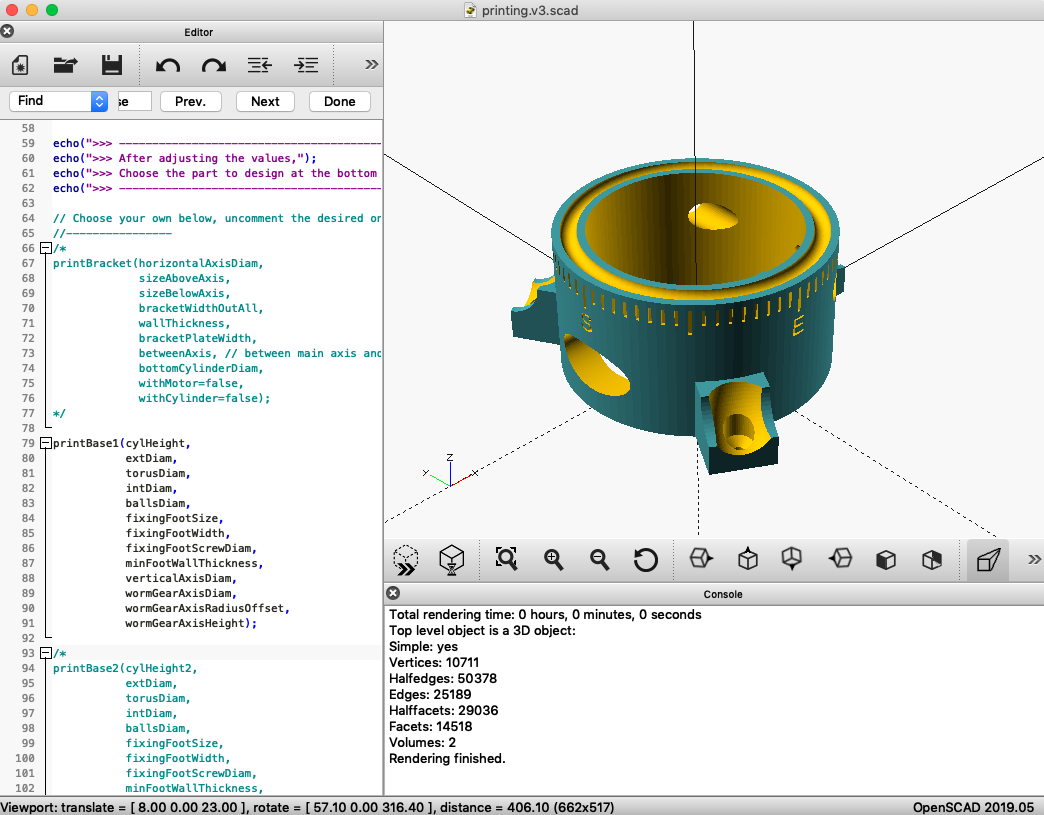 printing.v3.scad
Editor
Find
se
Prev.
Next
Done
58
59 echo(">>> ----------------------------------------
60 echo(">>> After adjusting the values,");
61 echo(">>> Choose the part to design at the bottom
62 echo(">>> ----------------------------------------
63
64 // Choose your own below, uncomment the desired on
65 //----------------
66 /*
67 printBracket(horizontalAxisDiam,
68 sizeAboveAxis,
69 sizeBelowAxis,
70 bracketWidthOutAll,
71 wallThickness,
72 bracketPlateWidth,
73 betweenAxis, // between main axis and
74 bottomCylinderDiam,
75 withMotor=false,
76 withCylinder=false);
77 */
78
79 printBase1(cylHeight,
80 extDiam,
81 torusDiam,
82 intDiam,
83 ballsDiam,
84 fixingFootSize,
85 fixingFootWidth,
86 fixingFootScrewDiam,
87 minFootWallThickness,
88 verticalAxisDiam,
89 wormGearAxisDiam,
90 wormGearAxisRadiusOffset,
91 wormGearAxisHeight);
92
93 /*
94 printBase2(cylHeight2,
95 extDiam,
96 torusDiam,
97 intDiam,
98 ballsDiam,
99 fixingFootSize,
100 fixingFootWidth,
101 fixingFootScrewDiam,
102 minFootWallThickness,
S
E
Z
Y
X
Console
Total rendering time: 0 hours, 0 minutes, 0 seconds
Top level object is a 3D object:
Simple: yes
Vertices: 10711
Halfedges: 50378
Edges: 25189
Halffacets: 29036
Facets: 14518
Volumes: 2
Rendering finished.
Viewport: translate = [ 8.00 0.00 23.00 ], rotate = [ 57.10 0.00 316.40 ], distance = 406.10 (662x517)
OpenSCAD 2019.05